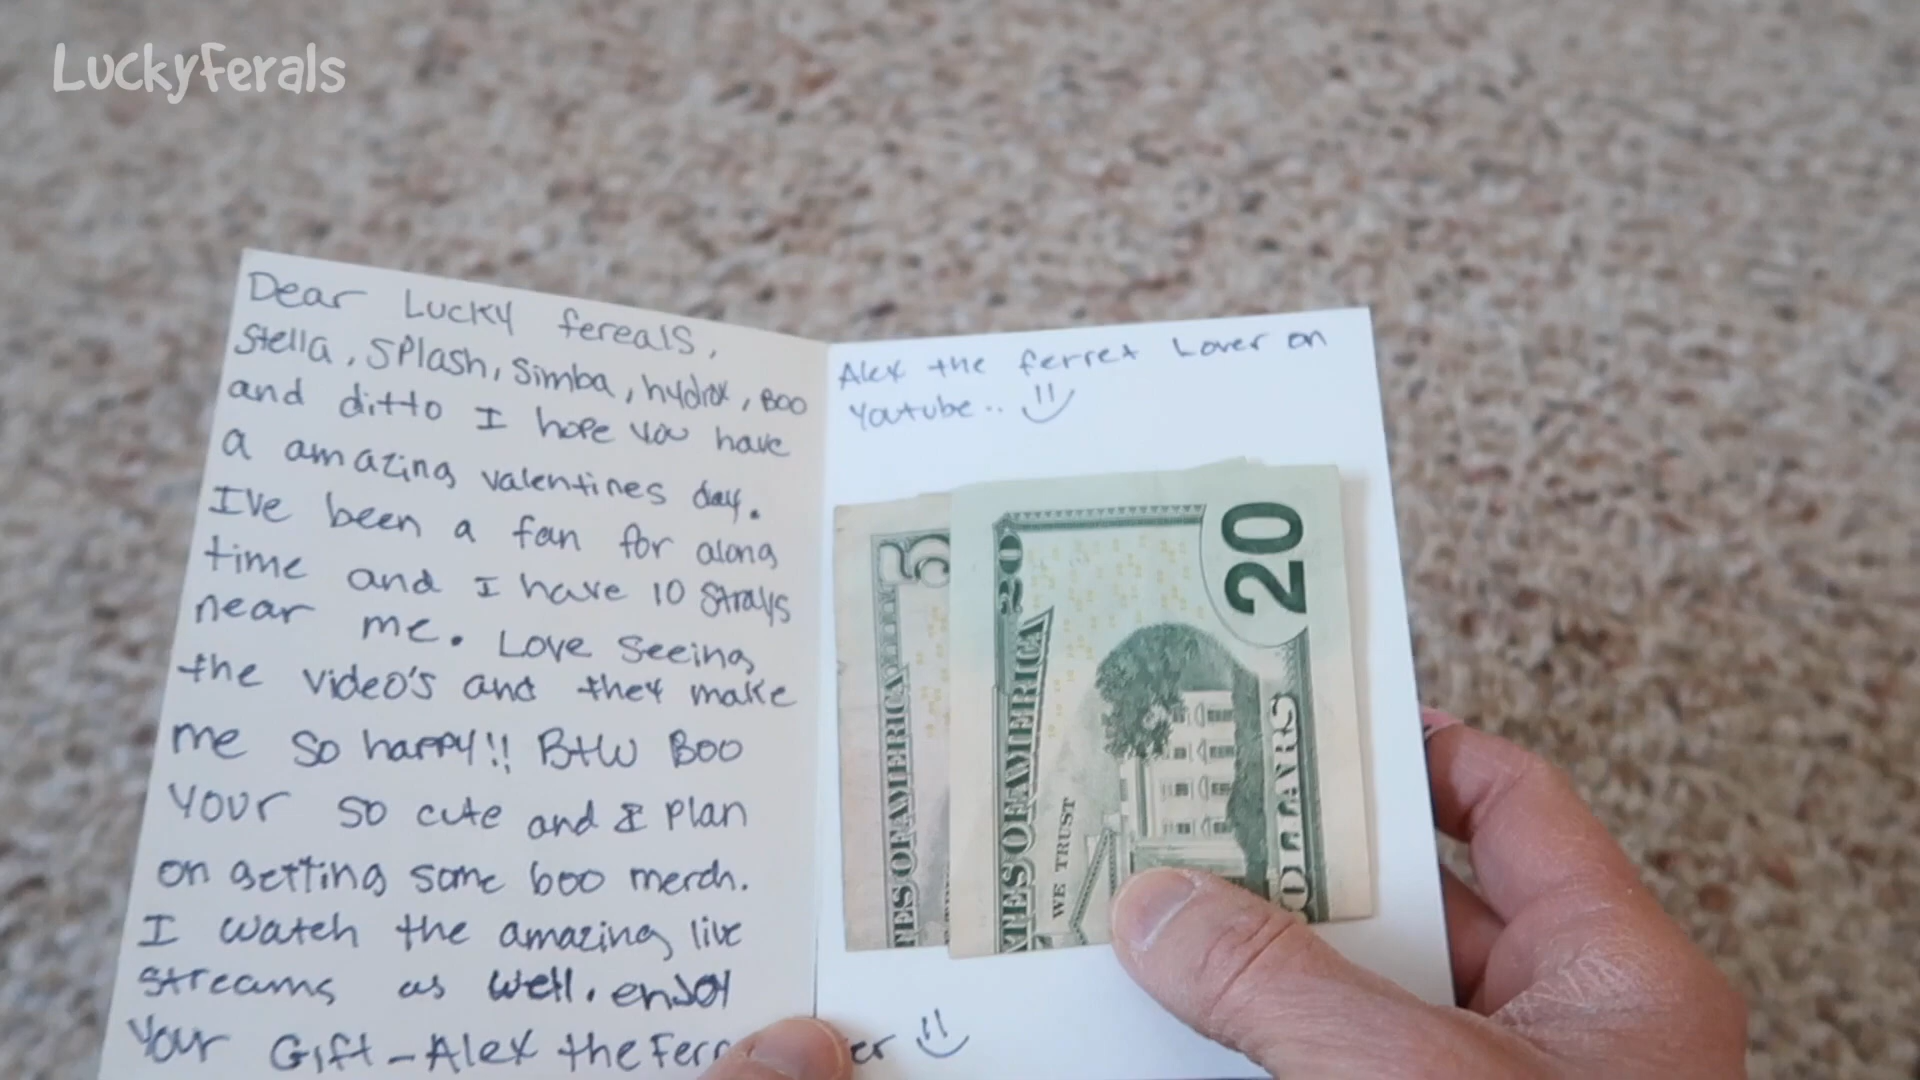 LuckyFerals
Dear Lucky fereals,
Stella, Splash, Simba, hydrox, Boo
and ditto I hope you have
a amazing valentines day.
I've been a fan for along
time and I have 10 strays
near me. Love seeing
the video's and they make
me so happy!! BtW Boo
your so cute and I plan
on getting some boo merch.
I watch the amazing live
streams as well. enjoy
your Gift - Alex the Ferr er
Alex the ferret Lover on
Youtube..
5
20
20
TES OF AMERICA
ATES OF AMERICA
WE TRUST
DOLLARS